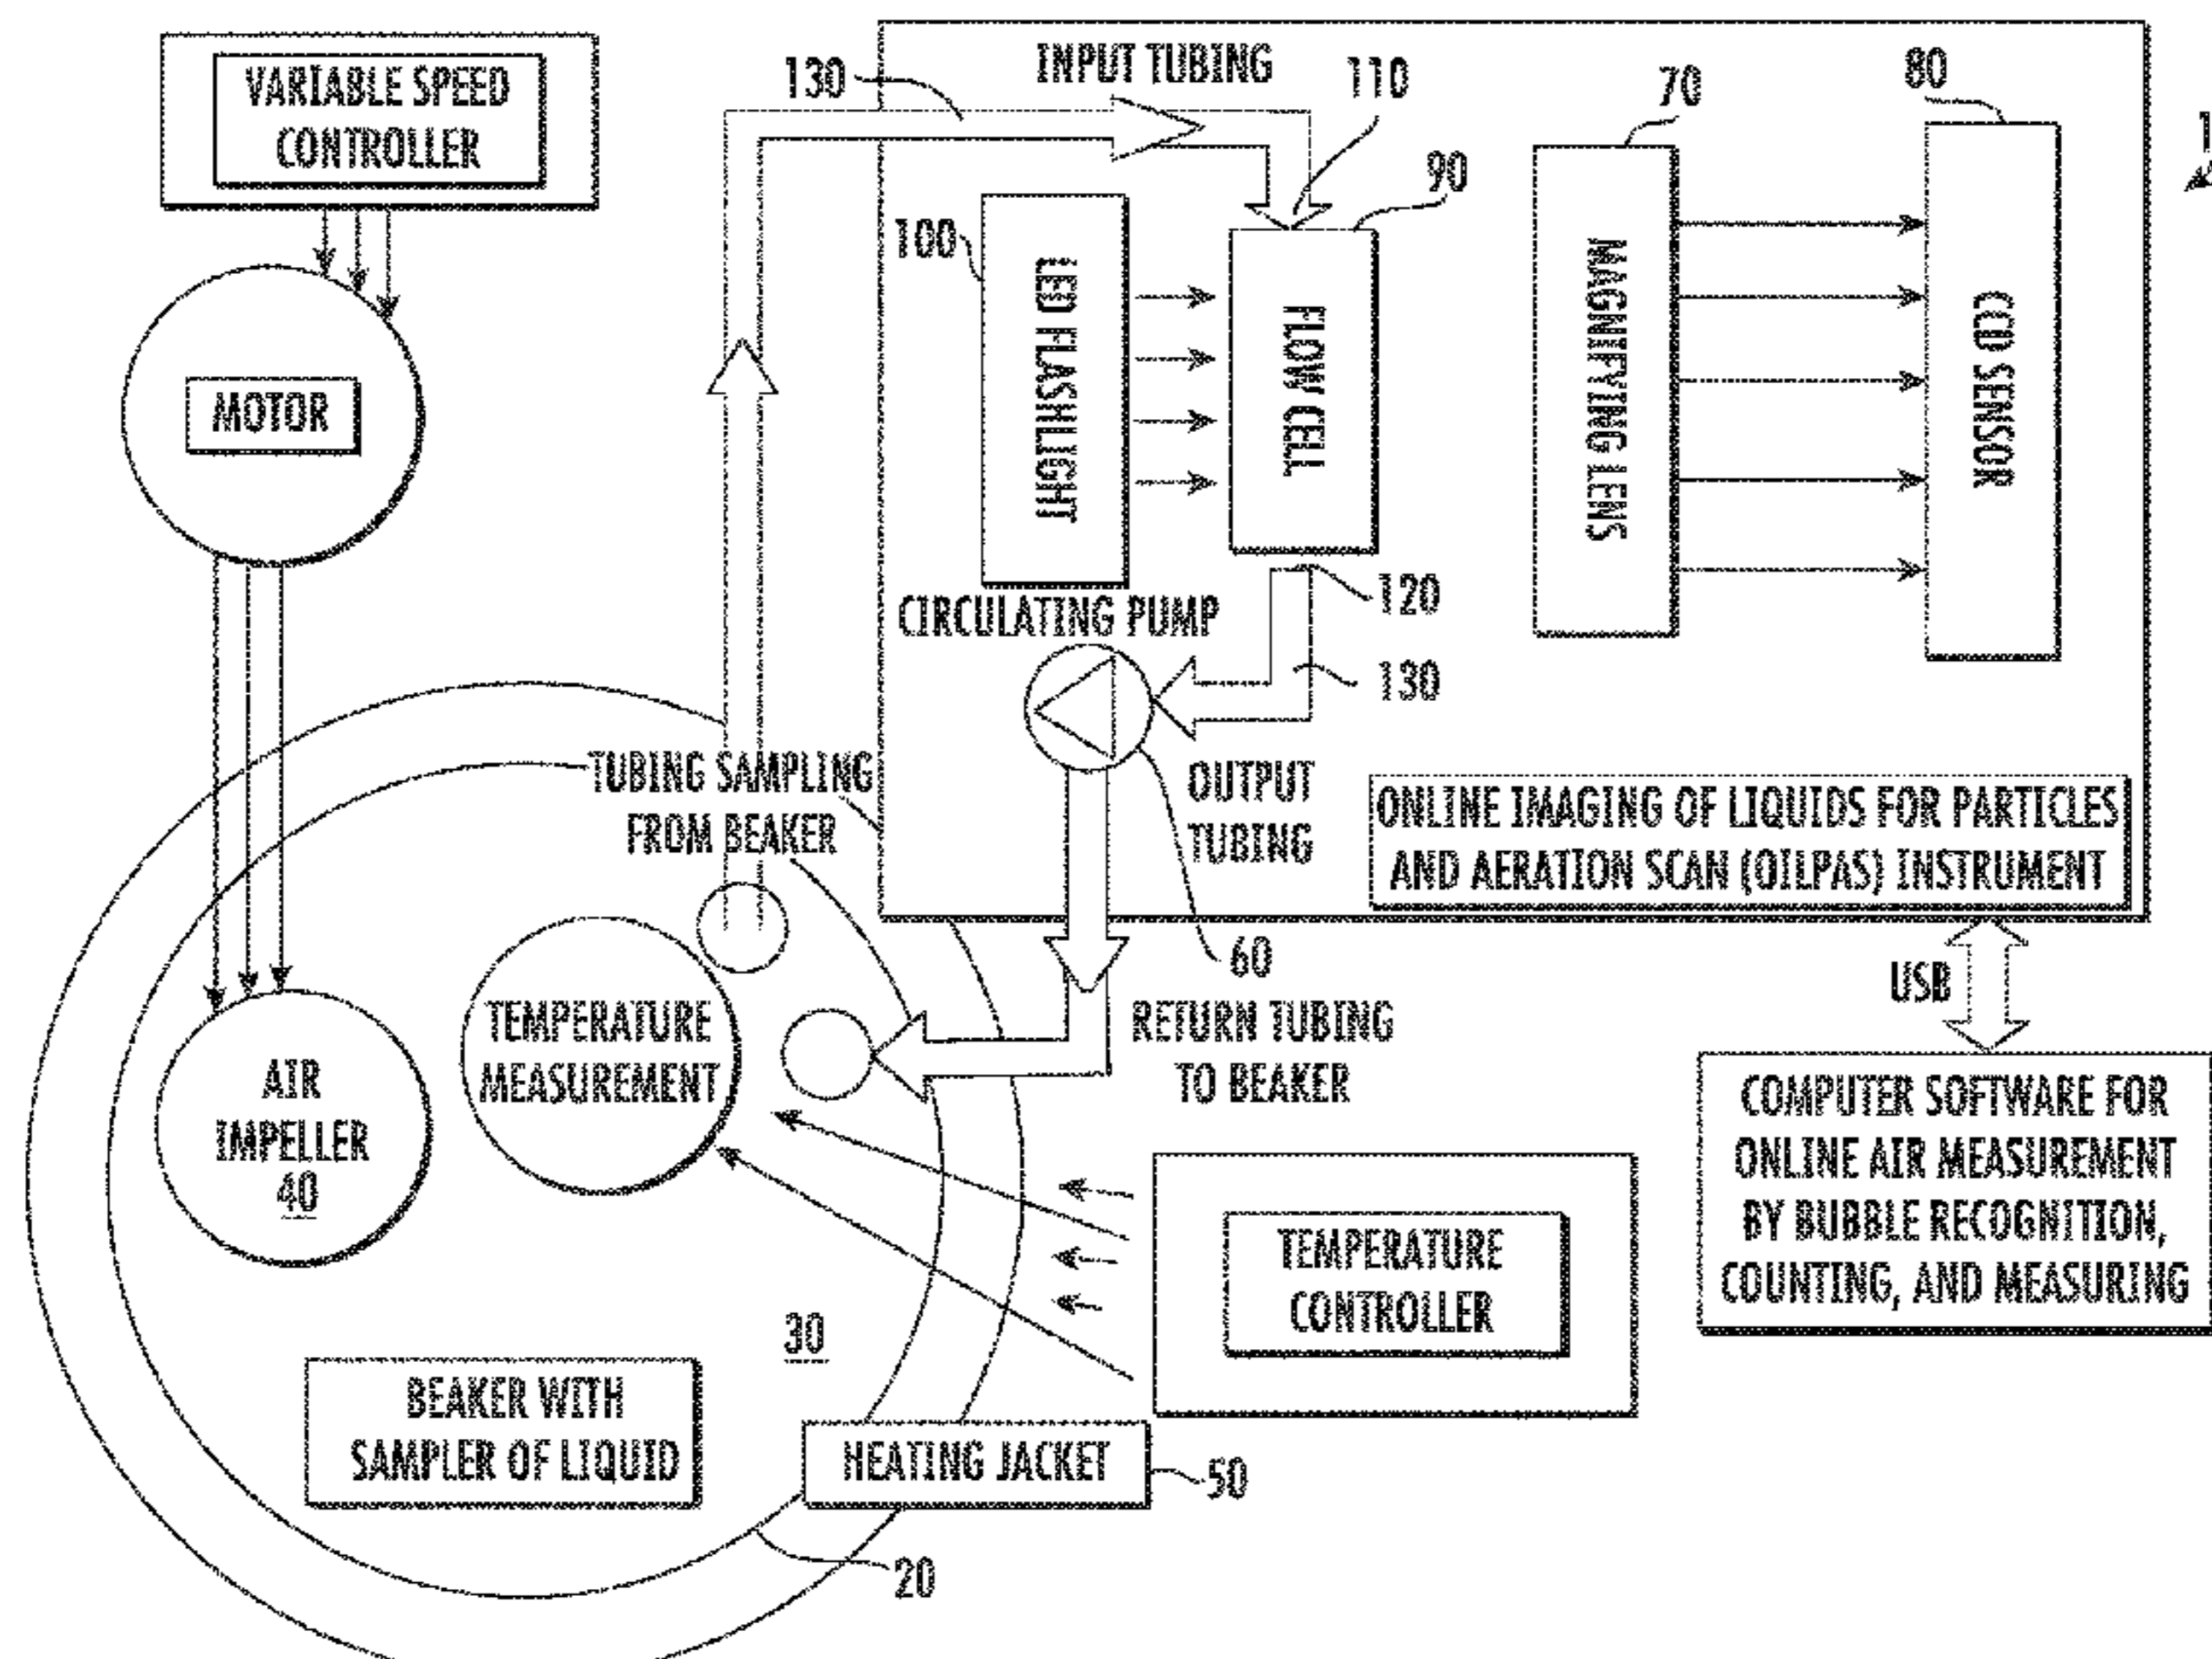 VARIABLE SPEED
CONTROLLER
MOTOR
130
INPUT TUBING
110
70
80
90
100
LED FLASHLIGHT
FLOW CELL
MAGNIFYING LENS
CCD SENSOR
CIRCULATING PUMP
120
130
TUBING SAMPLING
FROM BEAKER
OUTPUT
TUBING
ONLINE IMAGING OF LIQUIDS FOR PARTICLES
AND AERATION SCAN (OILPAS) INSTRUMENT
60
USB
TEMPERATURE
MEASUREMENT
RETURN TUBING
TO BEAKER
AIR
IMPELLER
40
COMPUTER SOFTWARE FOR
ONLINE AIR MEASUREMENT
BY BUBBLE RECOGNITION,
COUNTING, AND MEASURING
TEMPERATURE
CONTROLLER
30
BEAKER WITH
SAMPLER OF LIQUID
HEATING JACKET
50
20